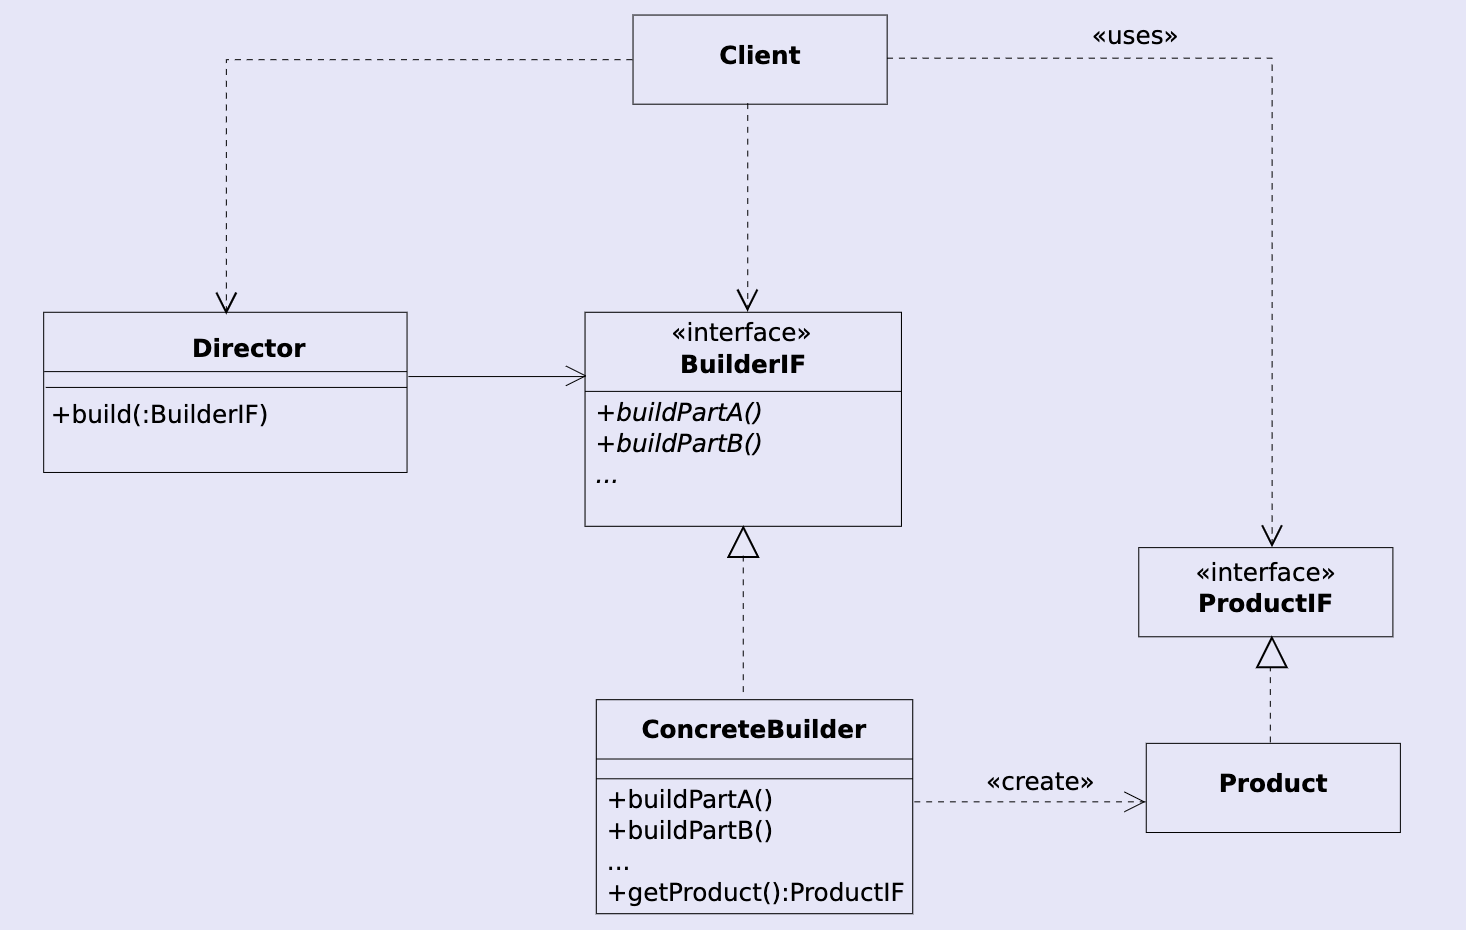 Client
«uses»
Director
+build(:BuilderIF)
«interface»
BuilderIF
+buildPartA()
+buildPartB()
...
«interface»
ProductIF
ConcreteBuilder
+buildPartA()
+buildPartB()
...
+getProduct():ProductIF
«create»
Product